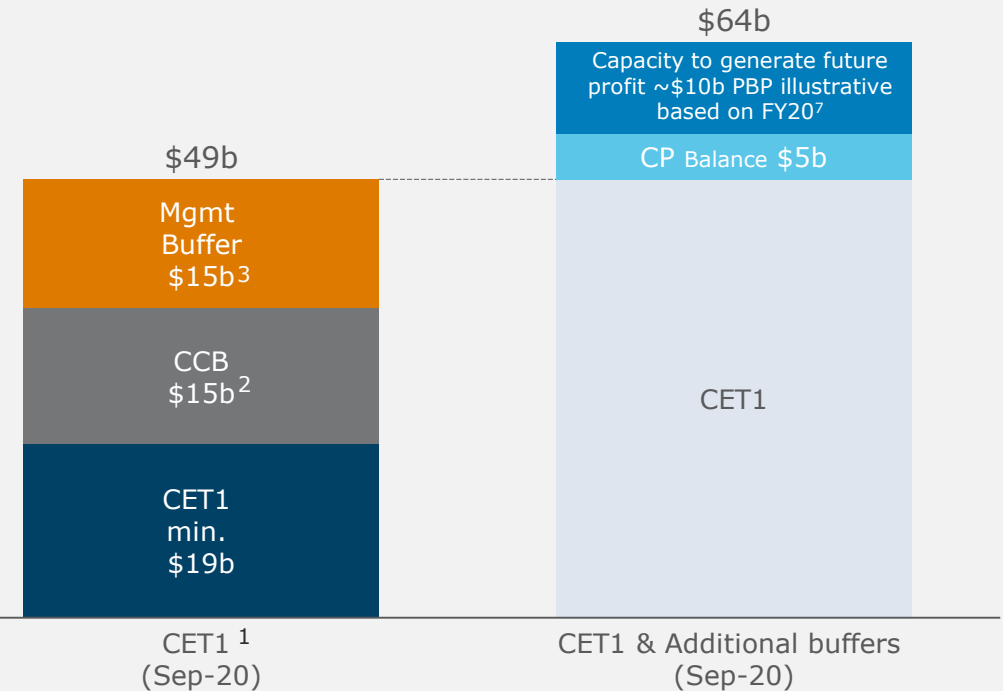 $49b
Mgmt
Buffer
$15b3
CCB
$15b2
CET1
min.
$19b
CET1 1
(Sep-20)
$64b
Capacity to generate future
profit ~$10b PBP illustrative
based on FY207
CP Balance $5b
CET1
CET1 & Additional buffers
(Sep-20)